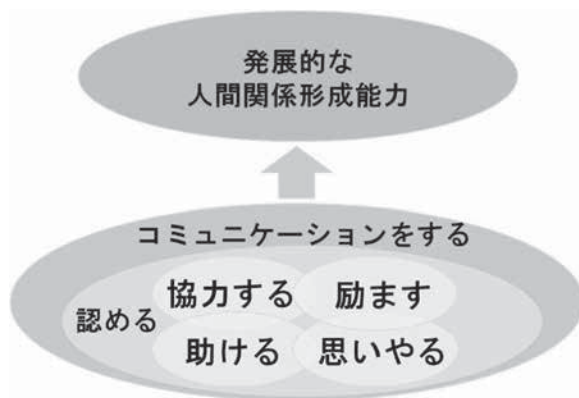 発展的な
人間関係形成能力
コミュニケーションをする
認める
協力する
励ます
助ける
思いやる